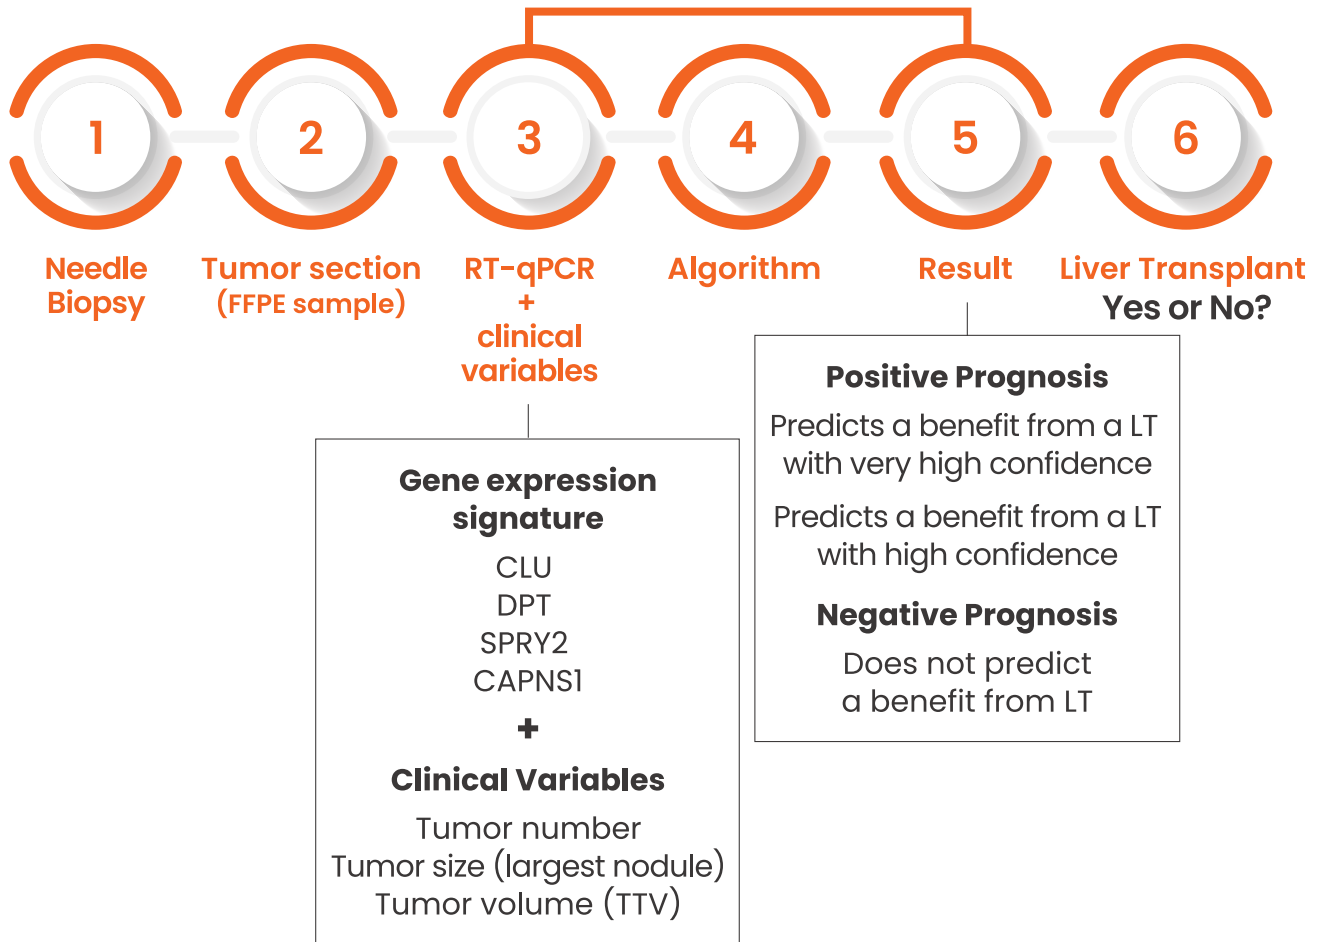 1
2
3
4
5
6
Needle
Biopsy
Tumor section
(FFPE sample)
RT-qPCR
+
clinical
variables
Algorithm
Result
Liver Transplant
Yes or No?
Gene expression
signature
CLU
DPT
SPRY2
CAPNS1
+
Clinical Variables
Tumor number
Tumor size (largest nodule)
Tumor volume (TTV)
Positive Prognosis
Predicts a benefit from a LT
with very high confidence
Predicts a benefit from a LT
with high confidence
Negative Prognosis
Does not predict
a benefit from LT